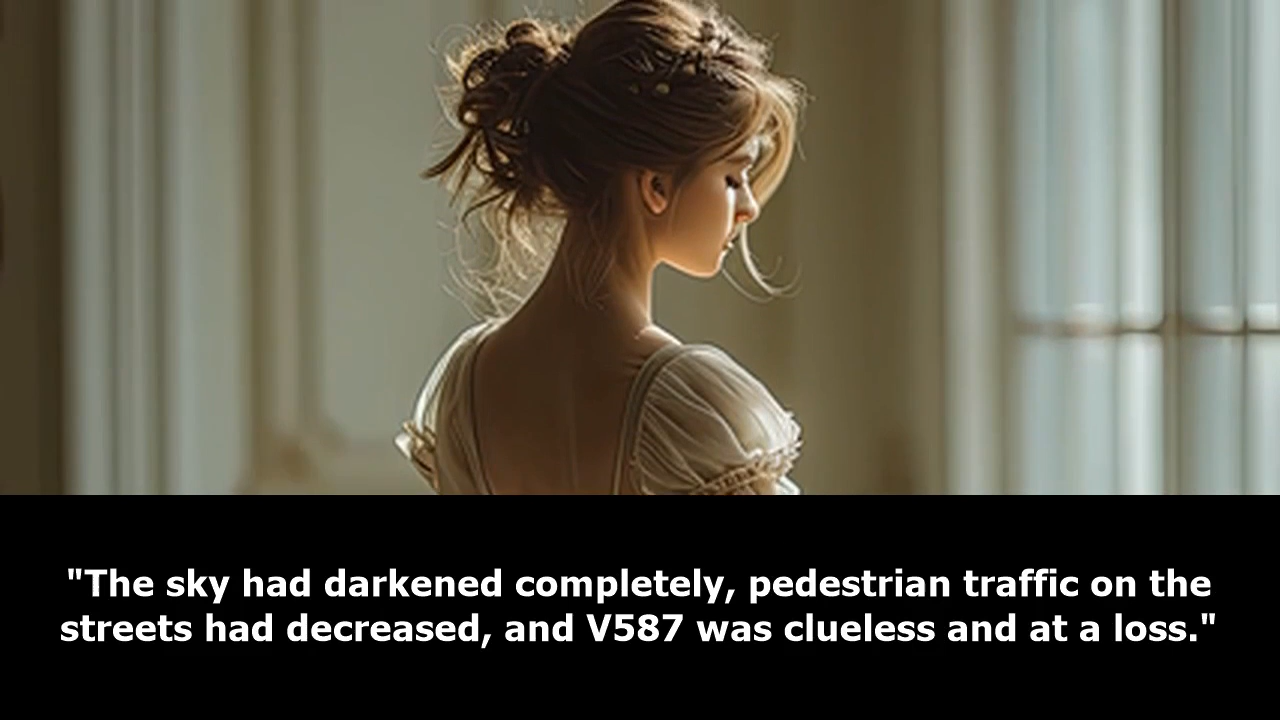 "The sky had darkened completely, pedestrian traffic on the
streets had decreased, and V587 was clueless and at a loss."